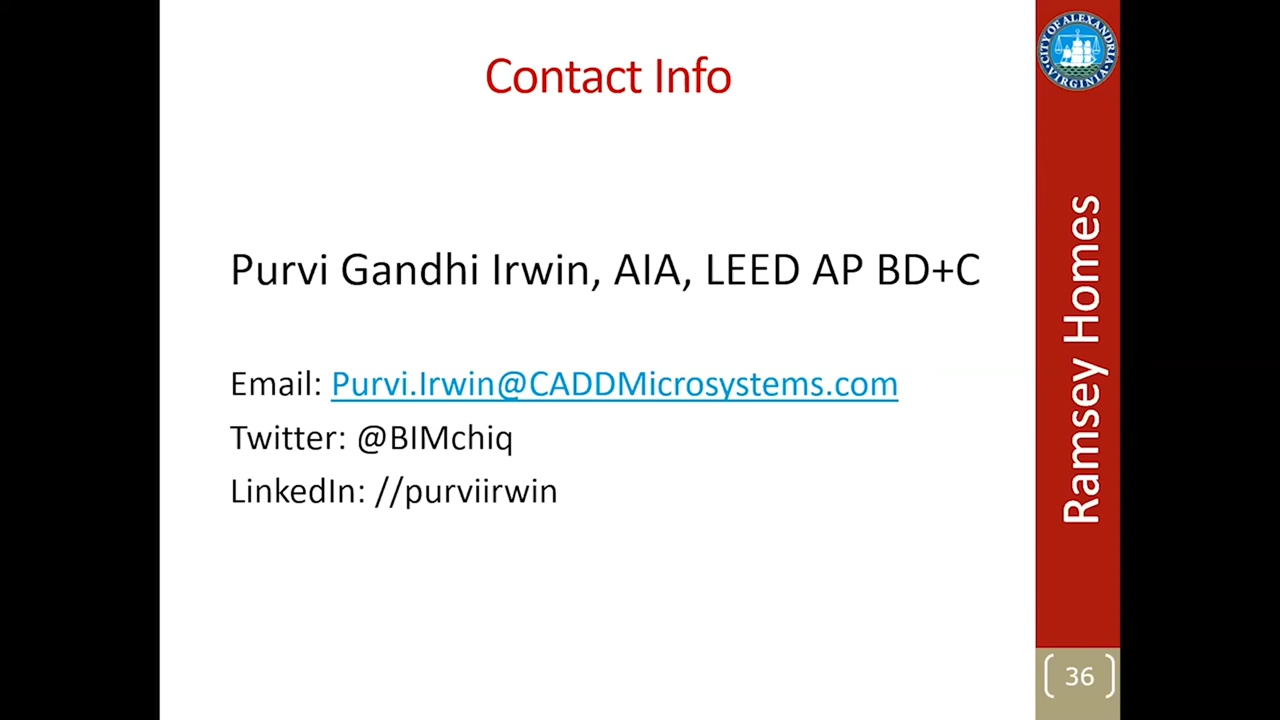 Contact Info
CITY OF ALEXANDRIA
VIRGINIA
Purvi Gandhi Irwin, AIA, LEED AP BD+C
Email: Purvi.Irwin@CADDMicrosystems.com
Twitter: @BIMchiq
LinkedIn: //purviirwin
Ramsey Homes
36